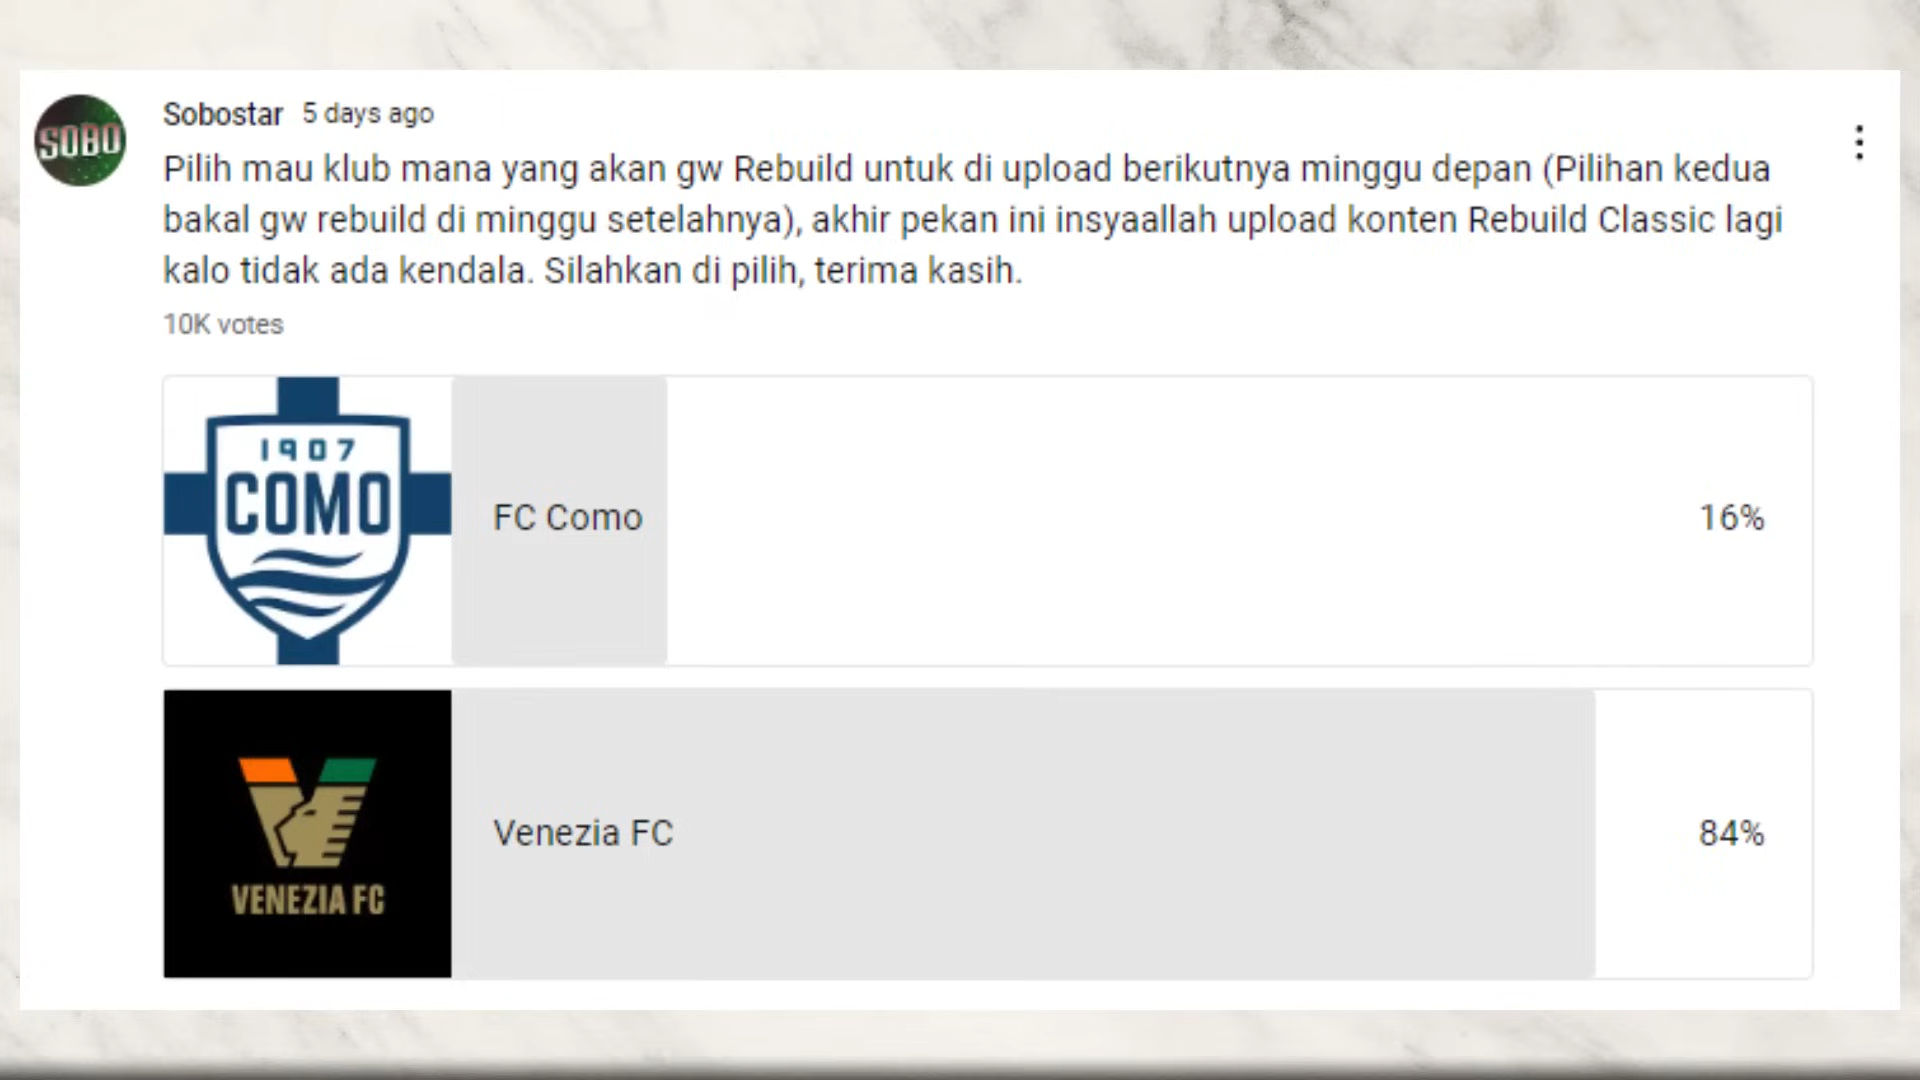 SOBO
Sobostar 5 days ago
Pilih mau klub mana yang akan gw Rebuild untuk di upload berikutnya minggu depan (Pilihan kedua
bakal gw rebuild di minggu setelahnya), akhir pekan ini insyaallah upload konten Rebuild Classic lagi
kalo tidak ada kendala. Silahkan di pilih, terima kasih.
10K votes
1907
COMO
FC Como 16%
Venezia FC 84%
VENEZIA FC